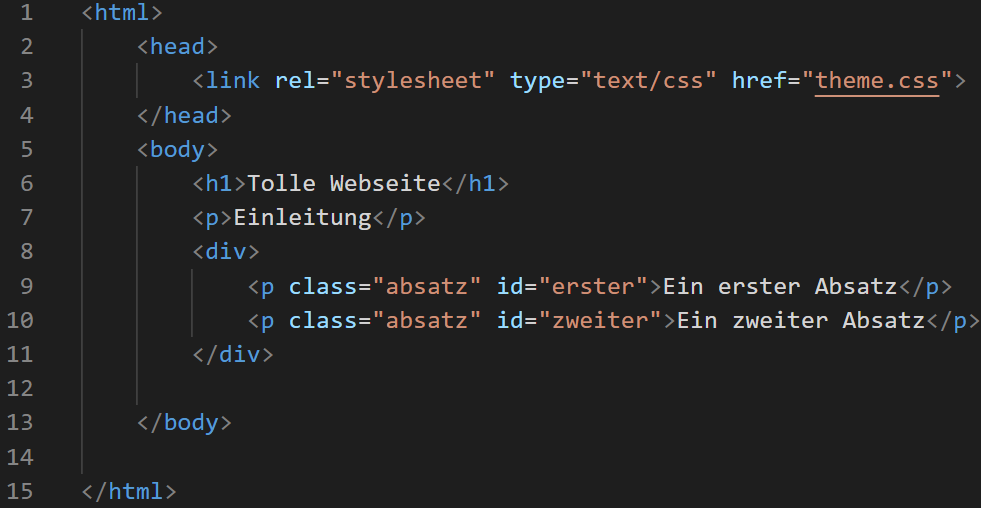 1 <html>
2 <head>
3 <link rel="stylesheet" type="text/css" href="theme.css">
4 </head>
5 <body>
6 <h1>Tolle Webseite</h1>
7 <p>Einleitung</p>
8 <div>
9 <p class="absatz" id="erster">Ein erster Absatz</p>
10 <p class="absatz" id="zweiter">Ein zweiter Absatz</p>
11 </div>
12
13 </body>
14
15 </html>